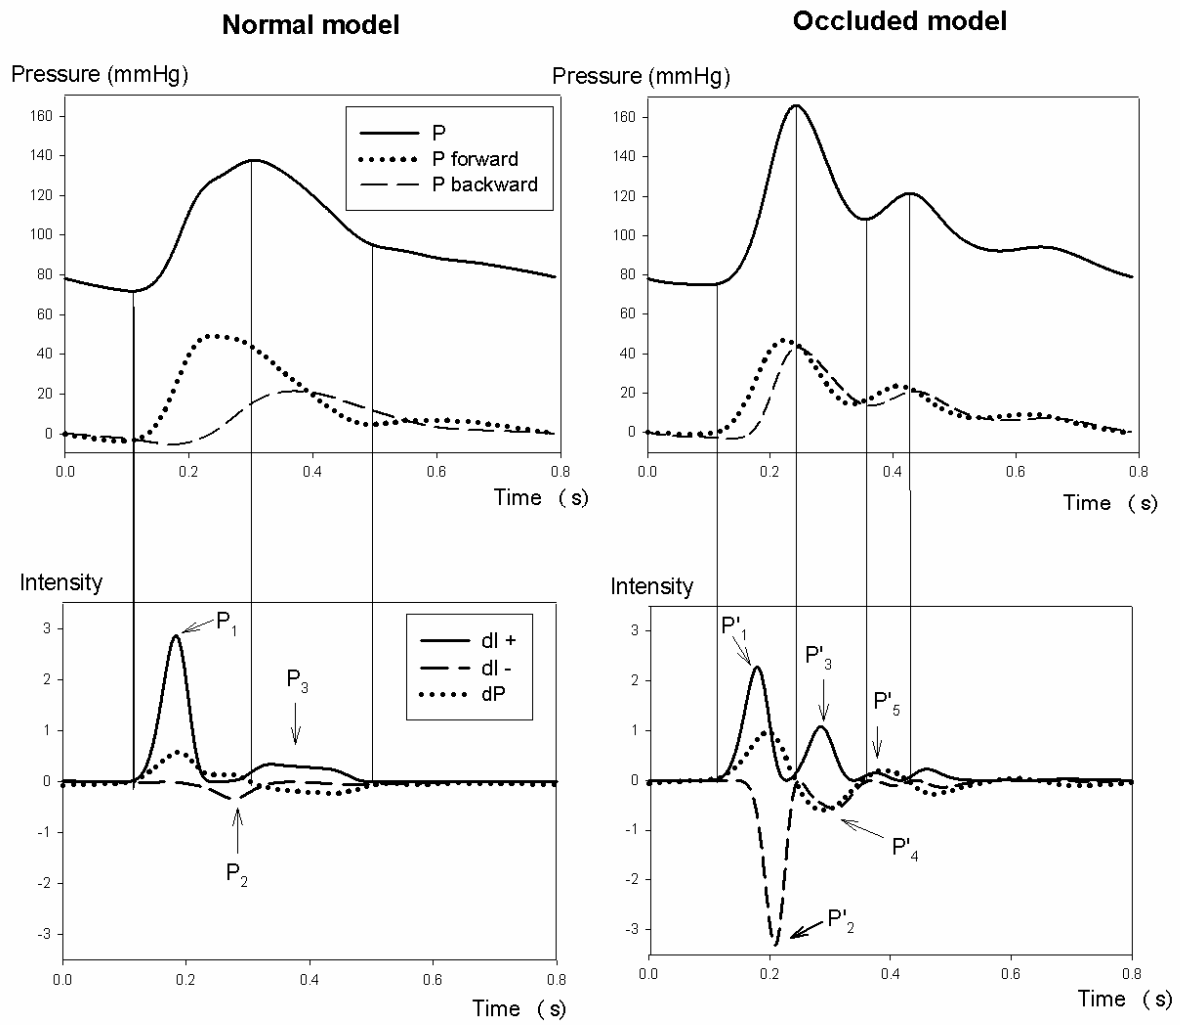 Normal model
Occluded model
Pressure (mmHg)
Pressure (mmHg)
160
140
120
100
80
60
40
20
0
P
P forward
P backward
160
140
120
100
80
60
40
20
0
0.0 0.2 0.4 0.6 0.8
0.0 0.2 0.4 0.6 0.8
Time (s)
Time (s)
Intensity
Intensity
3
2
1
0
-1
-2
-3
P1
P3
P2
dI +
dI -
dP
3
2
1
0
-1
-2
-3
P'1
P'3
P'5
P'4
P'2
0.0 0.2 0.4 0.6 0.8
0.0 0.2 0.4 0.6 0.8
Time (s)
Time (s)